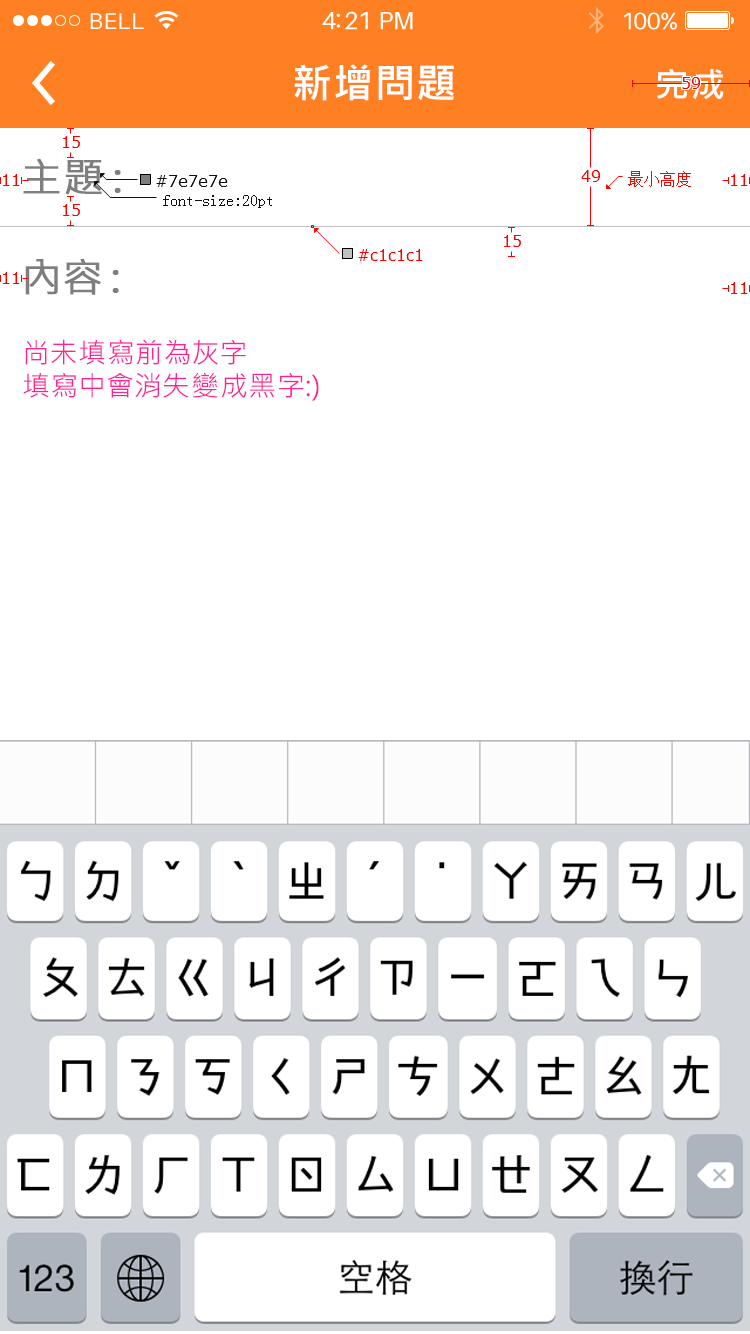 BELL 4:21 PM 100%
新增問題 完成
59
15
11 主題: #7e7e7e 49 最小高度 11
font-size:20pt
15
#c1c1c1 15
11 內容: 11
尚未填寫前為灰字
填寫中會消失變成黑字:)
ㄅ ㄉ ˇ ˋ ㄓ ˊ ˙ ㄚ ㄞ ㄢ ㄦ
ㄆ ㄊ ㄍ ㄐ ㄔ ㄗ ㄧ ㄛ ㄟ ㄣ
ㄇ ㄋ ㄎ ㄑ ㄕ ㄘ ㄨ ㄜ ㄠ ㄤ
ㄈ ㄌ ㄏ ㄒ ㄖ ㄙ ㄩ ㄝ ㄡ ㄥ
123 空格 換行